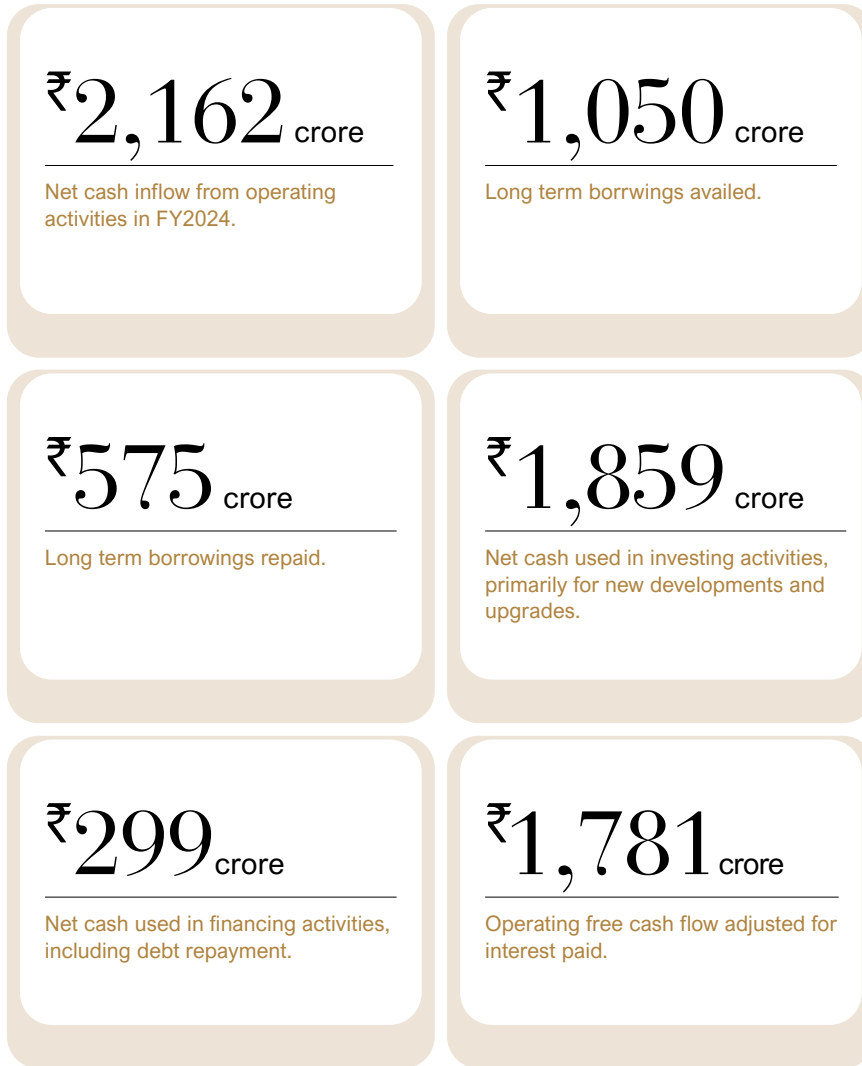 ₹2,162 crore
Net cash inflow from operating
activities in FY2024.
₹1,050 crore
Long term borrwings availed.
₹575 crore
Long term borrowings repaid.
₹1,859 crore
Net cash used in investing activities,
primarily for new developments and
upgrades.
₹299 crore
Net cash used in financing activities,
including debt repayment.
₹1,781 crore
Operating free cash flow adjusted for
interest paid.